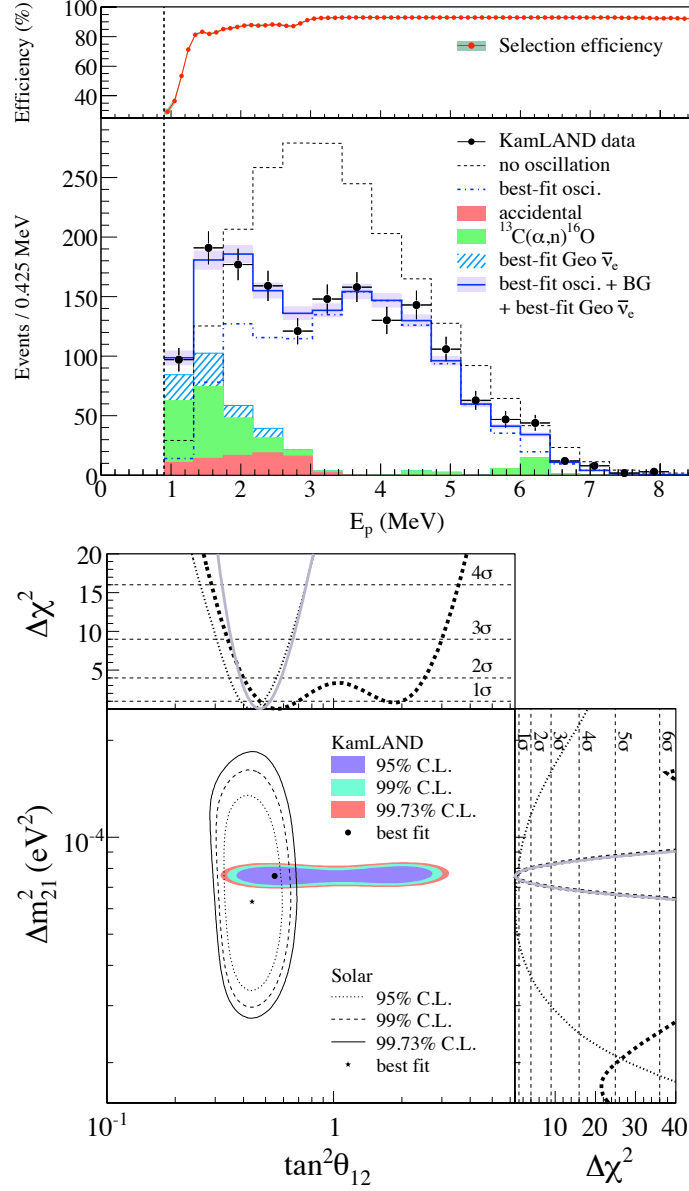 Efficiency (%)
100
80
60
40
Selection efficiency
Events / 0.425 MeV
250
200
150
100
50
0
KamLAND data
no oscillation
best-fit osci.
accidental
¹³C(α,n)¹⁶O
best-fit Geo ν̅ₑ
best-fit osci. + BG
+ best-fit Geo ν̅ₑ
0 1 2 3 4 5 6 7 8
Eₚ (MeV)
Δχ²
20
15
10
5
4σ
3σ
2σ
1σ
Δm²₂₁ (eV²)
10⁻⁴
KamLAND
95% C.L.
99% C.L.
99.73% C.L.
best fit
Solar
95% C.L.
99% C.L.
99.73% C.L.
best fit
1σ 2σ 3σ 4σ 5σ 6σ
10⁻¹ 1 10
tan²θ₁₂
10 20 30 40
Δχ²